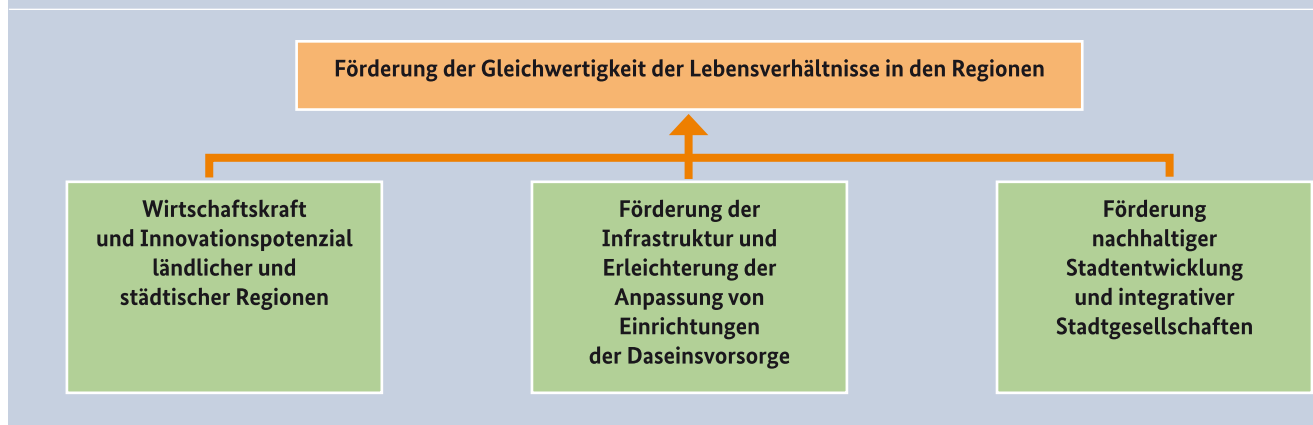 Förderung der Gleichwertigkeit der Lebensverhältnisse in den Regionen
Wirtschaftskraft
und Innovationspotenzial
ländlicher und
städtischer Regionen
Förderung der
Infrastruktur und
Erleichterung der
Anpassung von
Einrichtungen
der Daseinsvorsorge
Förderung
nachhaltiger
Stadtentwicklung
und integrativer
Stadtgesellschaften